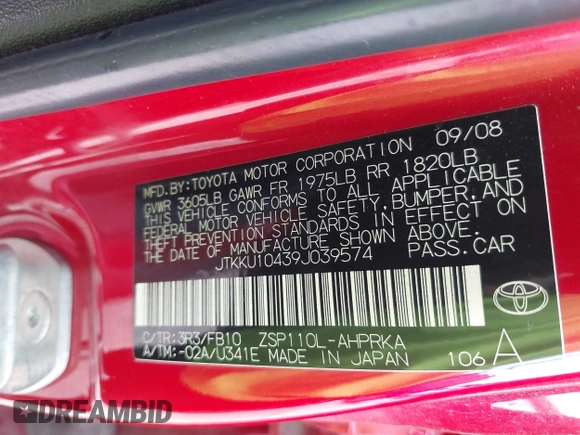 09/08
MFD.BY:TOYOTA MOTOR CORPORATION
GVWR 3605LB GAWR FR 1975LB RR 1820LB
THIS VEHICLE CONFORMS TO ALL APPLICABLE
FEDERAL MOTOR VEHICLE SAFETY,BUMPER,AND
THEFT PREVENTION STANDARDS IN EFFECT ON
THE DATE OF MANUFACTURE SHOWN ABOVE.
JTKKU10439J039574 PASS.CAR
C/TR:3R3/FB10 ZSP110L-AHPRKA
A/TM:-02A/U341E MADE IN JAPAN 106 A
DREAMBID